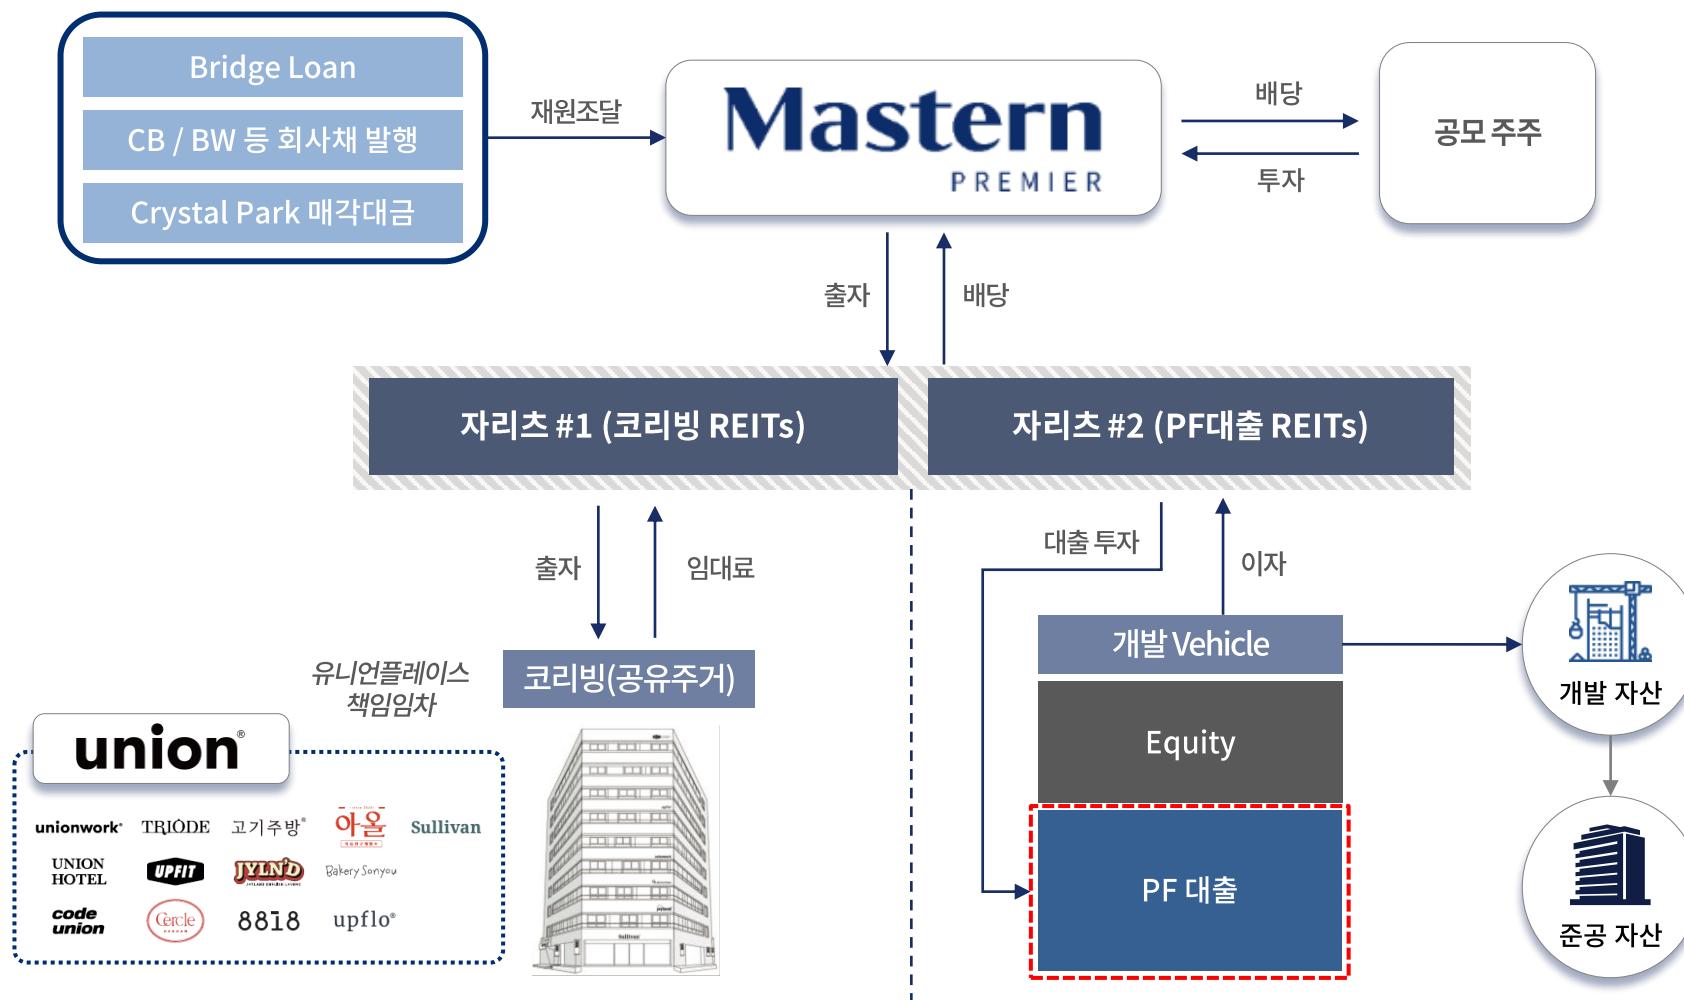 Bridge Loan
CB / BW 등 회사채 발행
Crystal Park 매각대금
재원조달
Mastern
PREMIER
배당
투자
공모 주주
출자
배당
자리츠 #1 (코리빙 REITs)
자리츠 #2 (PF대출 REITs)
출자
임대료
대출 투자
이자
유니언플레이스
책임임차
코리빙(공유주거)
개발 Vehicle
Equity
PF 대출
개발 자산
준공 자산
union®
unionwork®
TRIŌDE
고기주방®
아올
Sullivan
UNION
HOTEL
UPFIT
JYLN'D
Bakery Sonyou
code
union
Cercle
8818
upflo®
Sullivan